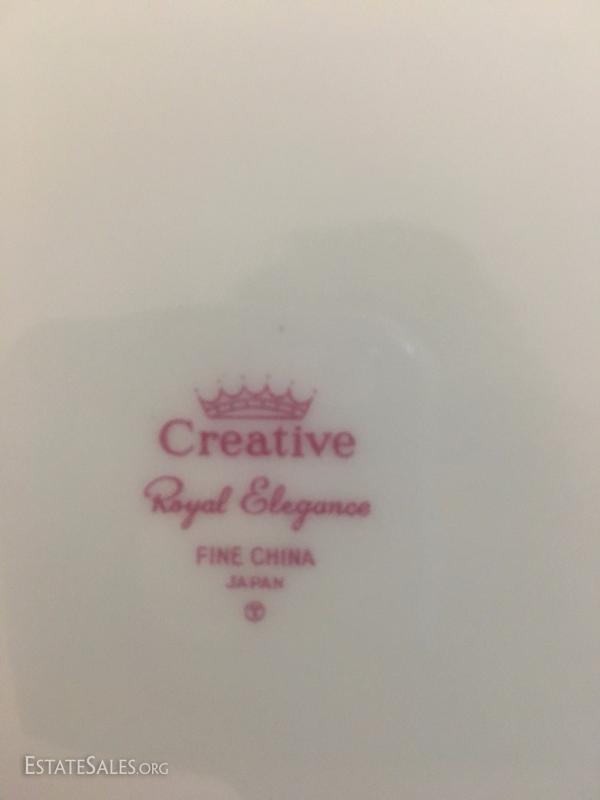 Creative
Royal Elegance
FINE CHINA
JAPAN
ESTATESALES.ORG